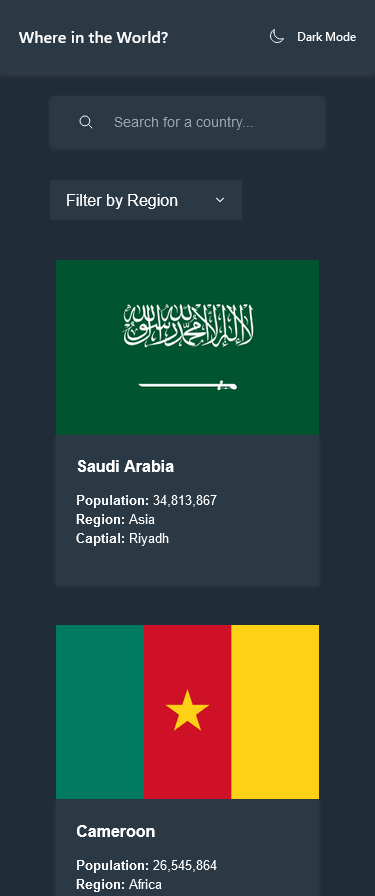 Where in the World?
Dark Mode
Search for a country...
Filter by Region
لا إله إلا الله محمد رسول الله
Saudi Arabia
Population: 34,813,867
Region: Asia
Captial: Riyadh
Cameroon
Population: 26,545,864
Region: Africa